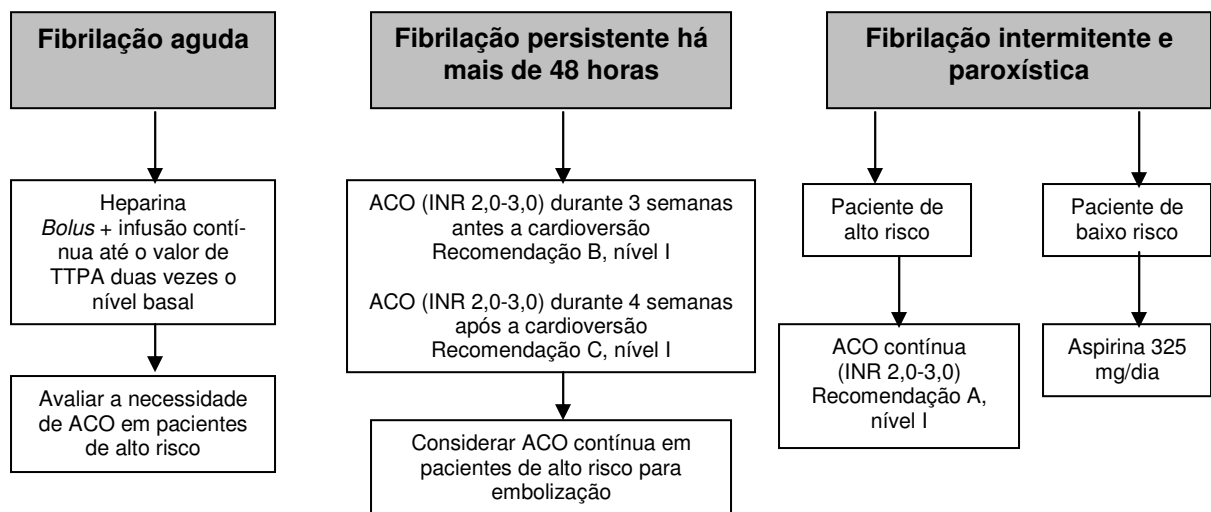 Fibrilação aguda
Heparina
Bolus + infusão contí-
nua até o valor de
TTPA duas vezes o
nível basal
Avaliar a necessidade
de ACO em pacientes
de alto risco
Fibrilação persistente há
mais de 48 horas
ACO (INR 2,0-3,0) durante 3 semanas
antes a cardioversão
Recomendação B, nível I
ACO (INR 2,0-3,0) durante 4 semanas
após a cardioversão
Recomendação C, nível I
Considerar ACO contínua em
pacientes de alto risco para
embolização
Fibrilação intermitente e
paroxística
Paciente de
alto risco
ACO contínua
(INR 2,0-3,0)
Recomendação A,
nível I
Paciente de
baixo risco
Aspirina 325
mg/dia